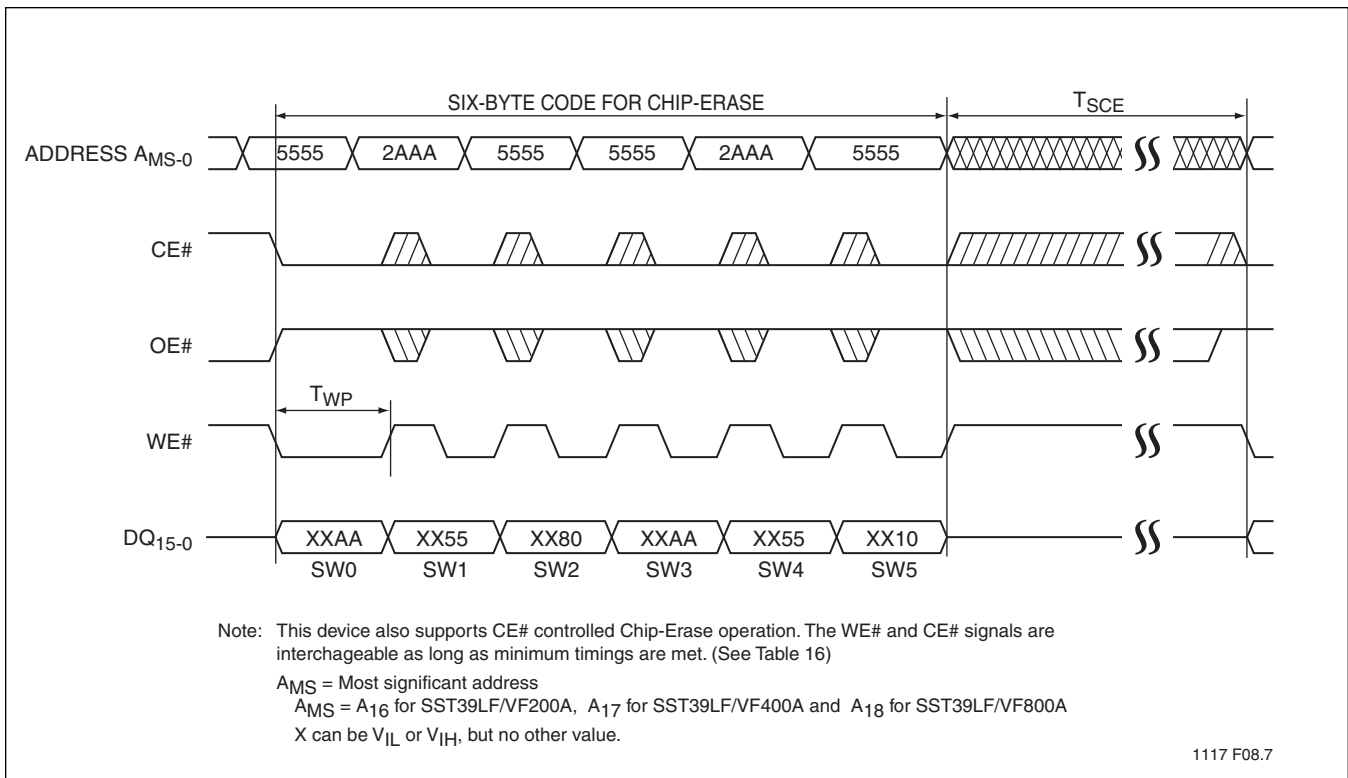 SIX-BYTE CODE FOR CHIP-ERASE TSCE
ADDRESS AMS-0 5555 2AAA 5555 5555 2AAA 5555
CE#
OE#
TWP
WE#
DQ15-0 XXAA XX55 XX80 XXAA XX55 XX10
SW0 SW1 SW2 SW3 SW4 SW5
Note: This device also supports CE# controlled Chip-Erase operation. The WE# and CE# signals are
interchageable as long as minimum timings are met. (See Table 16)
AMS = Most significant address
AMS = A16 for SST39LF/VF200A, A17 for SST39LF/VF400A and A18 for SST39LF/VF800A
X can be VIL or VIH, but no other value.
1117 F08.7